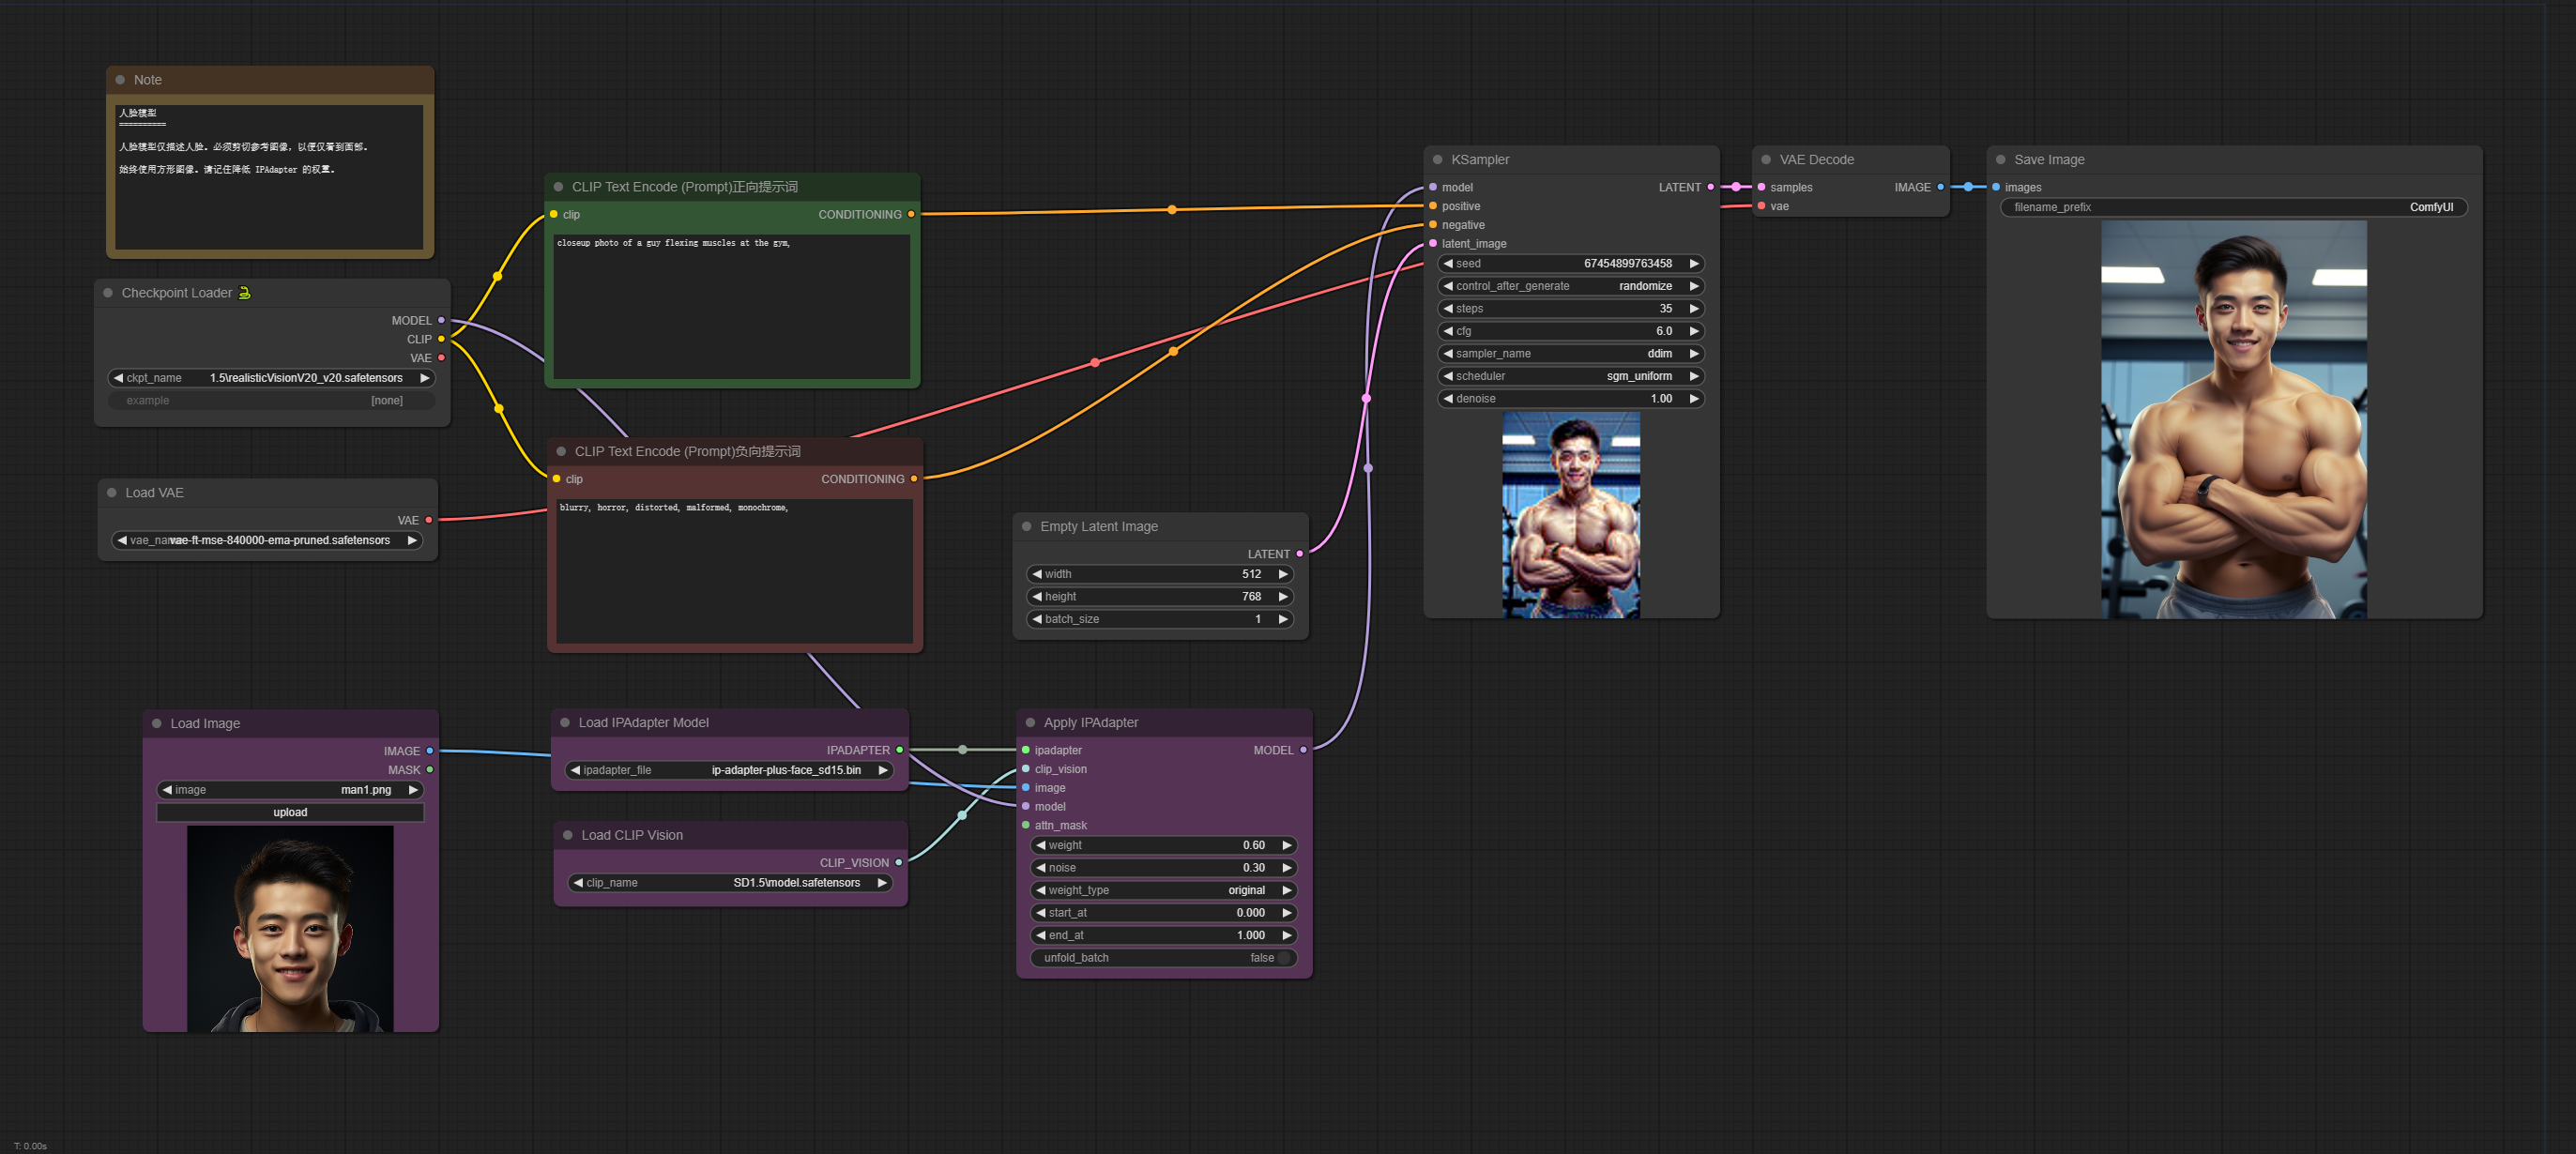 Note
人脸模型
==========
人脸模型仅描述人脸。必须剪切参考图像，以便仅看到面部。
始终使用方形图像。请记住降低 IPAdapter 的权重。
Checkpoint Loader 🐍
MODEL
CLIP
VAE
ckpt_name 1.5\realisticVisionV20_v20.safetensors
example [none]
Load VAE
VAE
vae_name vae-ft-mse-840000-ema-pruned.safetensors
CLIP Text Encode (Prompt)正向提示词
clip CONDITIONING
closeup photo of a guy flexing muscles at the gym,
CLIP Text Encode (Prompt)负向提示词
clip CONDITIONING
blurry, horror, distorted, malformed, monochrome,
Load Image
IMAGE
MASK
image man1.png
upload
Load IPAdapter Model
IPADAPTER
ipadapter_file ip-adapter-plus-face_sd15.bin
Load CLIP Vision
CLIP_VISION
clip_name SD1.5\model.safetensors
Empty Latent Image
LATENT
width 512
height 768
batch_size 1
Apply IPAdapter
ipadapter MODEL
clip_vision
image
model
attn_mask
weight 0.60
noise 0.30
weight_type original
start_at 0.000
end_at 1.000
unfold_batch false
KSampler
model LATENT
positive
negative
latent_image
seed 67454899763458
control_after_generate randomize
steps 35
cfg 6.0
sampler_name ddim
scheduler sgm_uniform
denoise 1.00
VAE Decode
samples IMAGE
vae
Save Image
images
filename_prefix ComfyUI
T: 0.00s